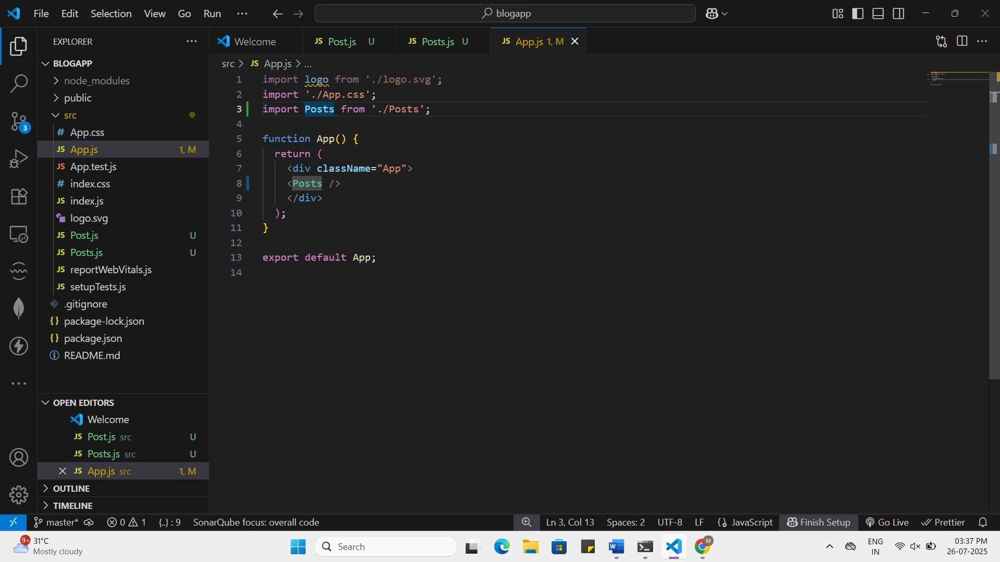 File Edit Selection View Go Run ··· blogapp
EXPLORER ···
Welcome JS Post.js U JS Posts.js U JS App.js 1, M
BLOGAPP
node_modules
public
src
# App.css
JS App.js 1, M
JS App.test.js
# index.css
JS index.js
logo.svg
JS Post.js U
JS Posts.js U
JS reportWebVitals.js
JS setupTests.js
.gitignore
{} package-lock.json
{} package.json
README.md
3
OPEN EDITORS
Welcome
JS Post.js src U
JS Posts.js src U
JS App.js src 1, M
OUTLINE
TIMELINE
src > JS App.js > ...
1 import logo from './logo.svg';
2 import './App.css';
3 import Posts from './Posts';
4
5 function App() {
6 return (
7 <div className="App">
8 <Posts />
9 </div>
10 );
11 }
12
13 export default App;
14
master* 0 1 {..} : 9 SonarQube focus: overall code Ln 3, Col 13 Spaces: 2 UTF-8 LF JavaScript Finish Setup Go Live Prettier
9+ 31°C
Mostly cloudy
Search
M
ENG
IN
03:37 PM
26-07-2025